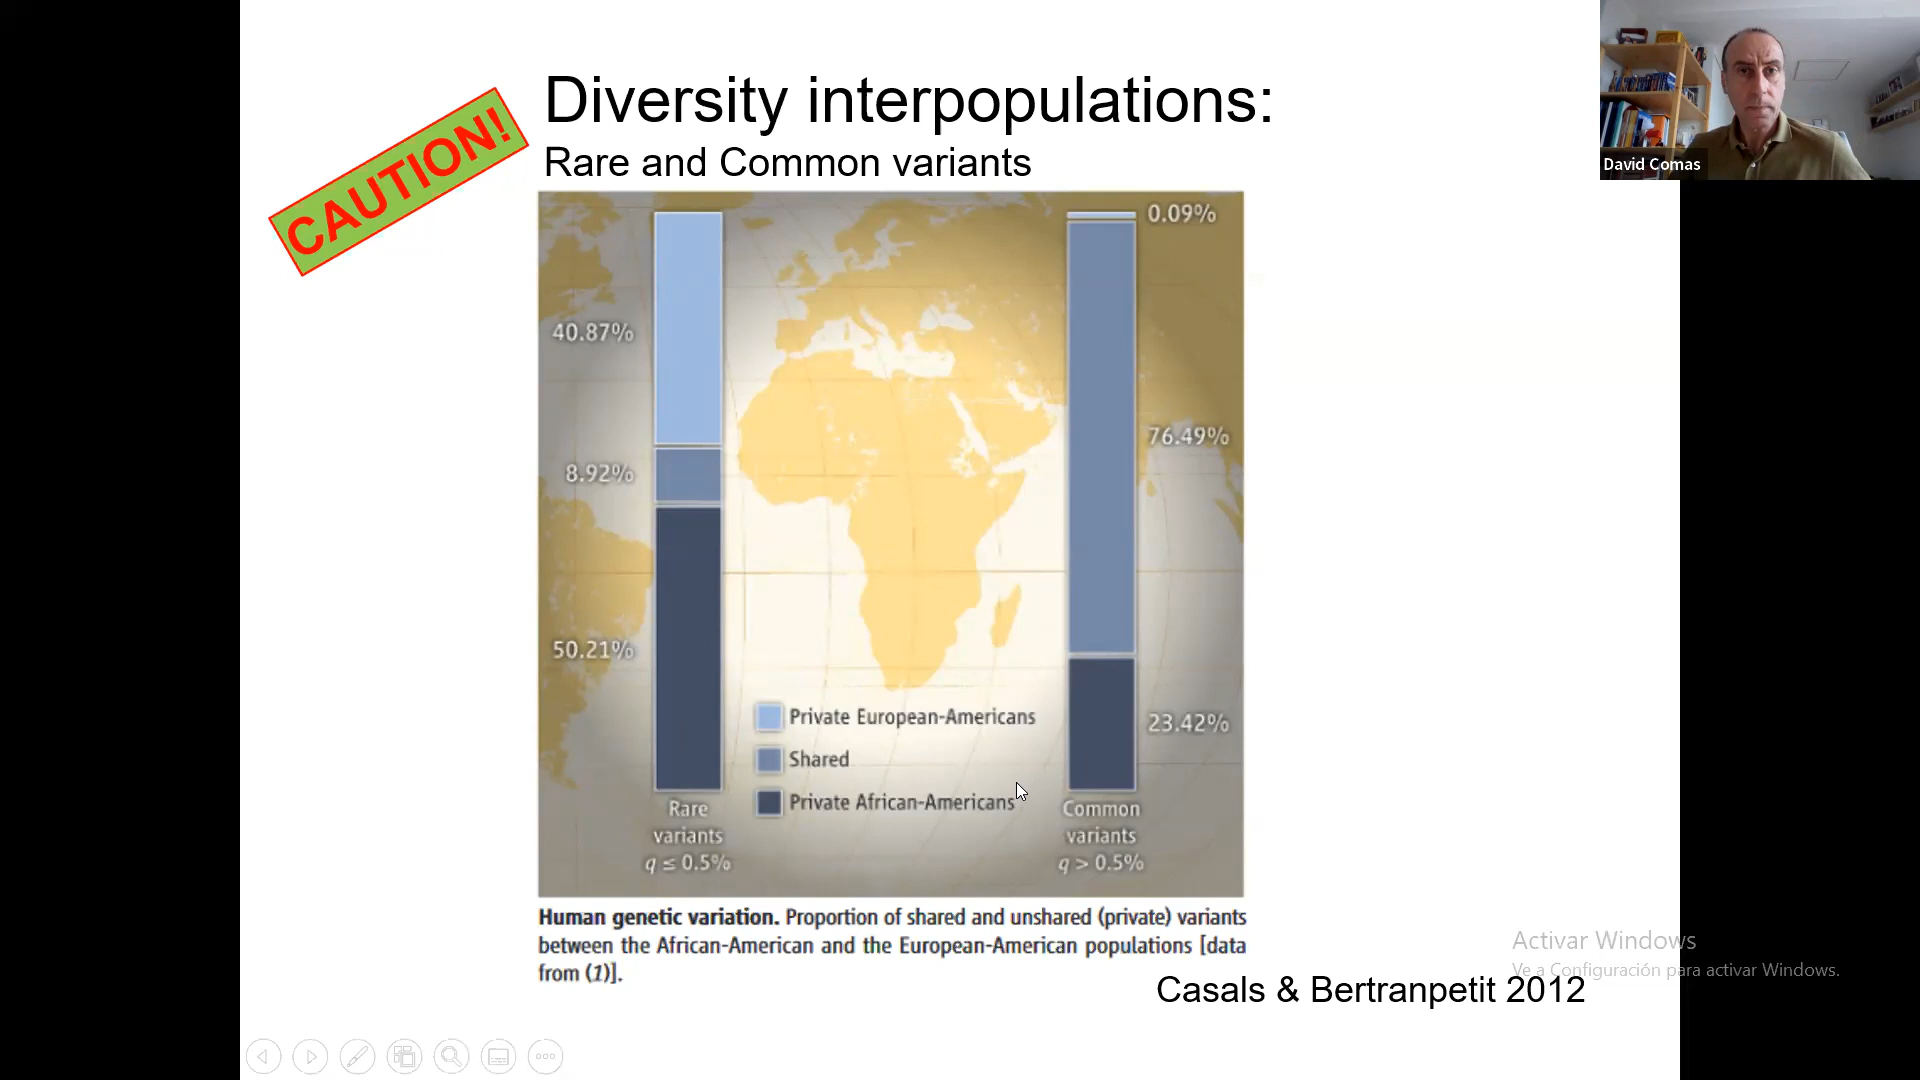 Diversity interpopulations:
CAUTION!
Rare and Common variants
David Comas
0.09%
40.87%
76.49%
8.92%
50.21%
Private European-Americans
23.42%
Shared
Private African-Americans
Rare
variants
q ≤ 0.5%
Common
variants
q > 0.5%
Human genetic variation. Proportion of shared and unshared (private) variants
between the African-American and the European-American populations [data
from (1)].
Activar Windows
Ve a Configuración para activar Windows.
Casals & Bertranpetit 2012